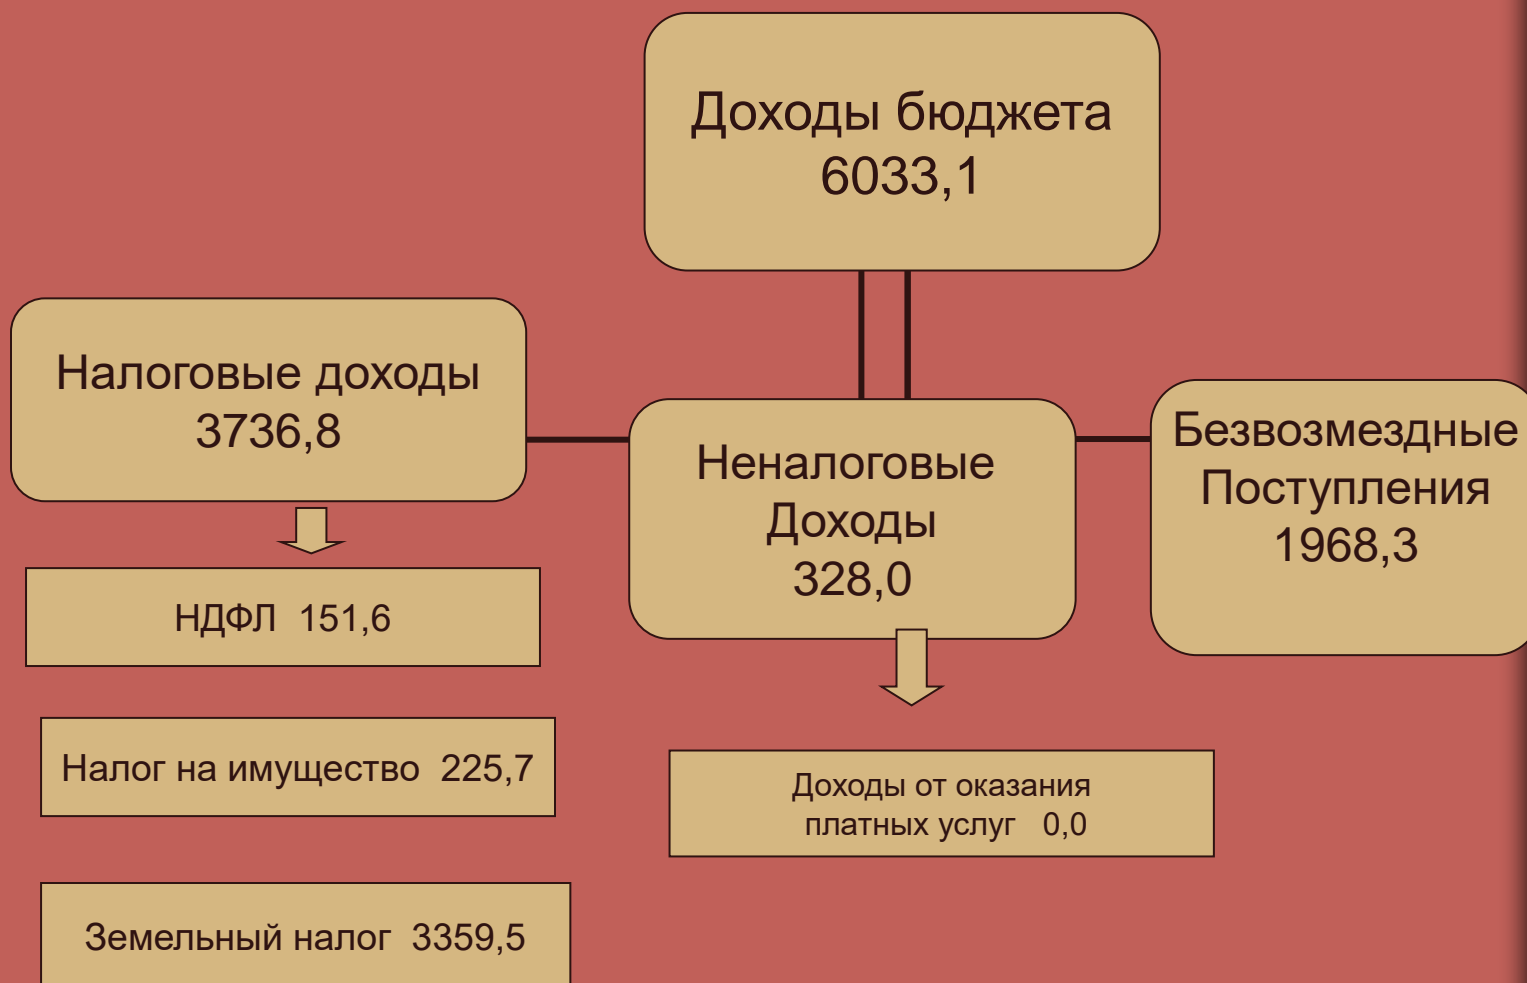 Доходы бюджета
6033,1
Налоговые доходы
3736,8
Неналоговые
Доходы
328,0
Безвозмездные
Поступления
1968,3
НДФЛ 151,6
Налог на имущество 225,7
Земельный налог 3359,5
Доходы от оказания
платных услуг 0,0